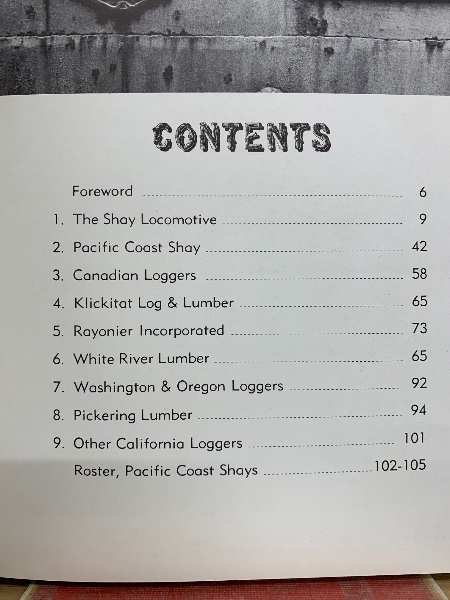 CONTENTS
Foreword 6
1. The Shay Locomotive 9
2. Pacific Coast Shay 42
3. Canadian Loggers 58
4. Klickitat Log & Lumber 65
5. Rayonier Incorporated 73
6. White River Lumber 65
7. Washington & Oregon Loggers 92
8. Pickering Lumber 94
9. Other California Loggers 101
Roster, Pacific Coast Shays 102-105